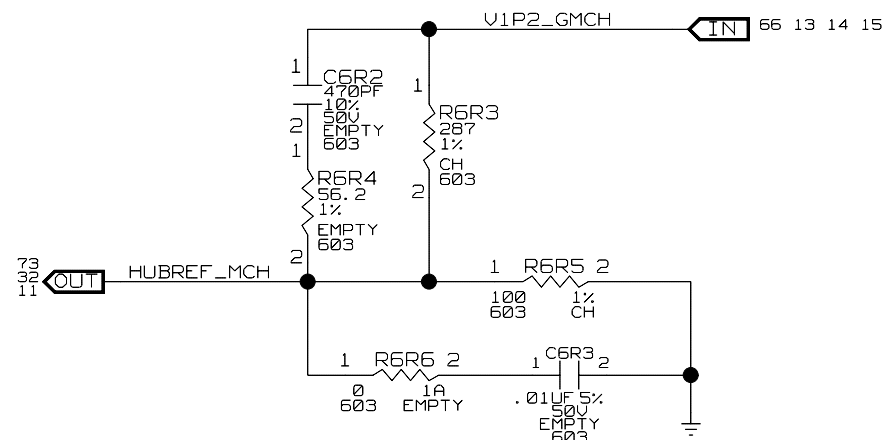 V1P2_GMCH
IN
66 13 14 15
1
C6R2
470PF
10%
50V
EMPTY
603
2
1
R6R3
287
1%
CH
603
2
1
R6R4
56.2
1%
EMPTY
603
2
73
32
11
OUT
HUBREF_MCH
1 R6R5 2
100 1%
603 CH
1 R6R6 2
0 1A
603 EMPTY
1 C6R3 2
.01UF 5%
50V
EMPTY
603